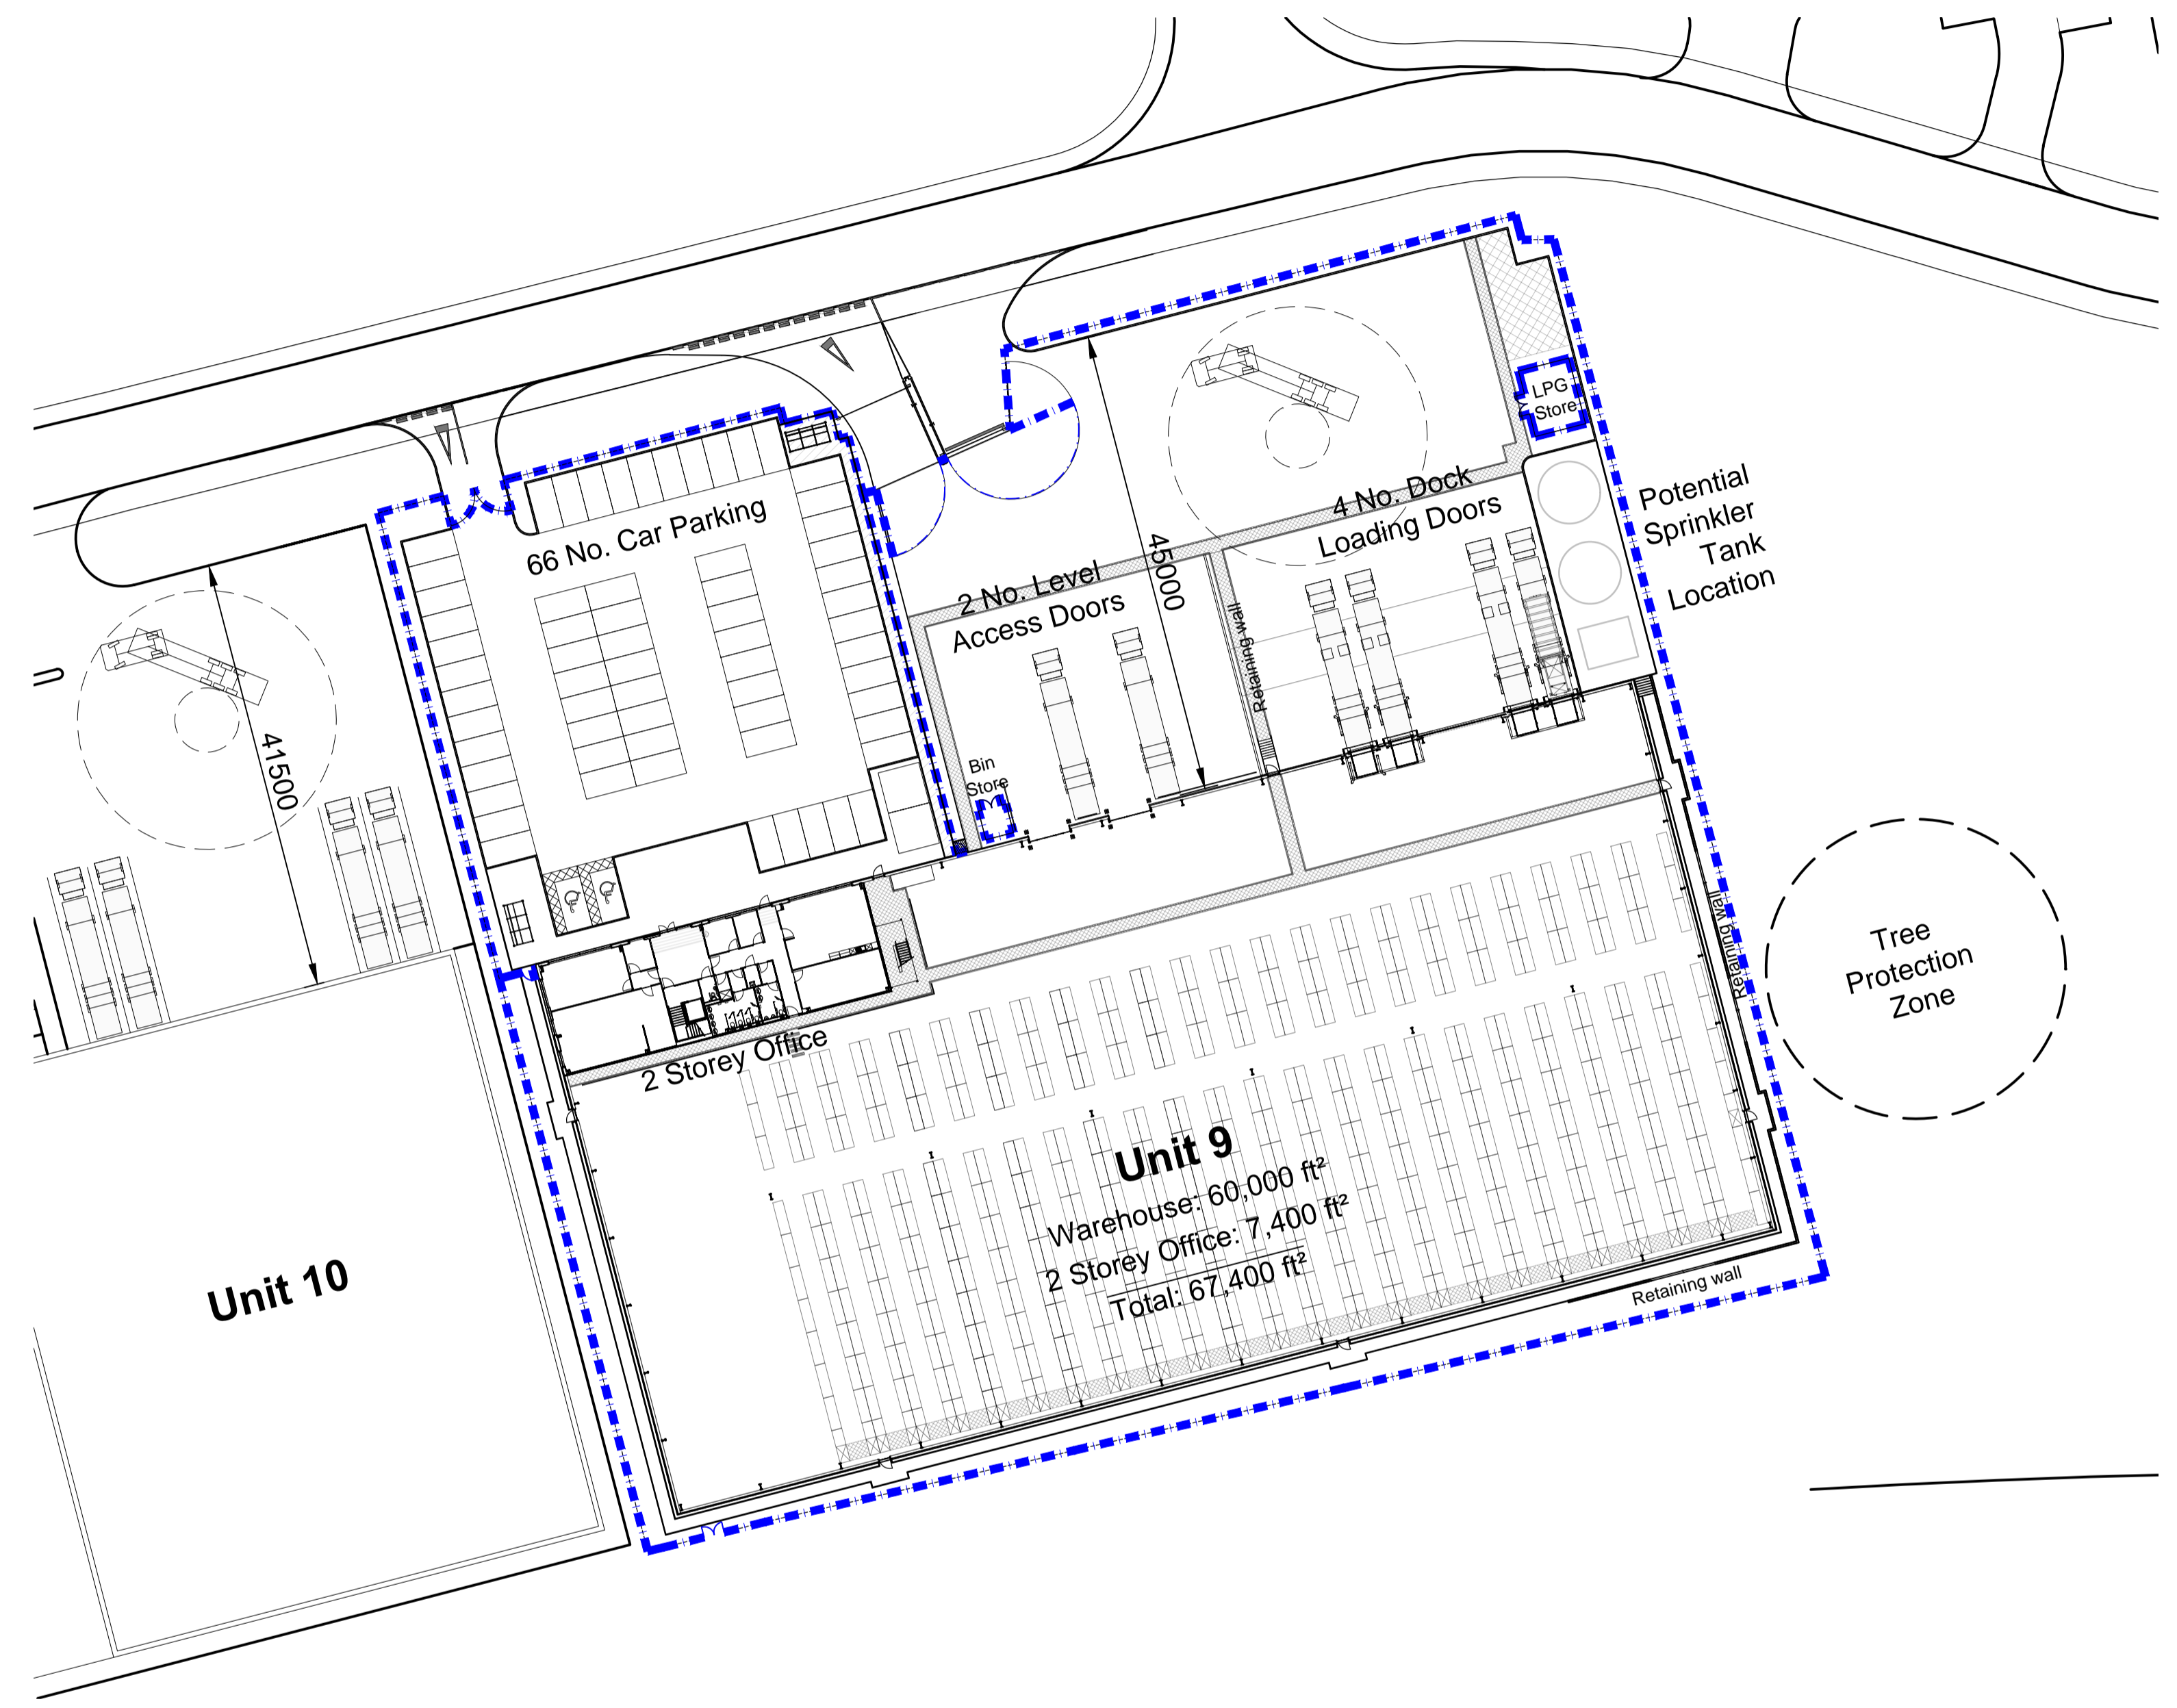 LPG
Store
66 No. Car Parking
4 No. Dock
Loading Doors
Potential
Sprinkler
Tank
Location
45000
2 No. Level
Access Doors
Retaining wall
41500
Bin
Store
Retaining wall
Tree
Protection
Zone
2 Storey Office
Unit 9
Warehouse: 60,000 ft²
2 Storey Office: 7,400 ft²
Total: 67,400 ft²
Unit 10
Retaining wall